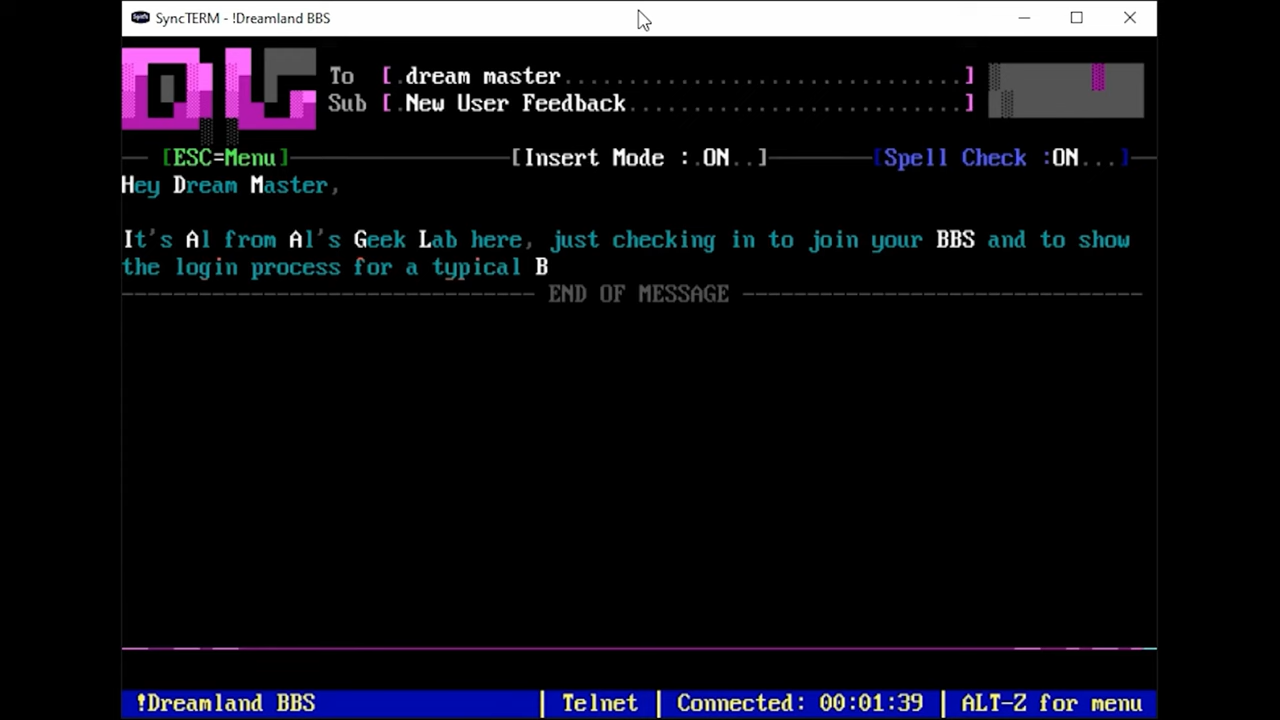 SyncTERM - !Dreamland BBS
DL
To [.dream master...............................]
Sub [.New User Feedback..........................]
[ESC=Menu] [Insert Mode :.ON..] [Spell Check :ON...]
Hey Dream Master,
It's Al from Al's Geek Lab here, just checking in to join your BBS and to show
the login process for a typical B
END OF MESSAGE
!Dreamland BBS | Telnet | Connected: 00:01:39 | ALT-Z for menu